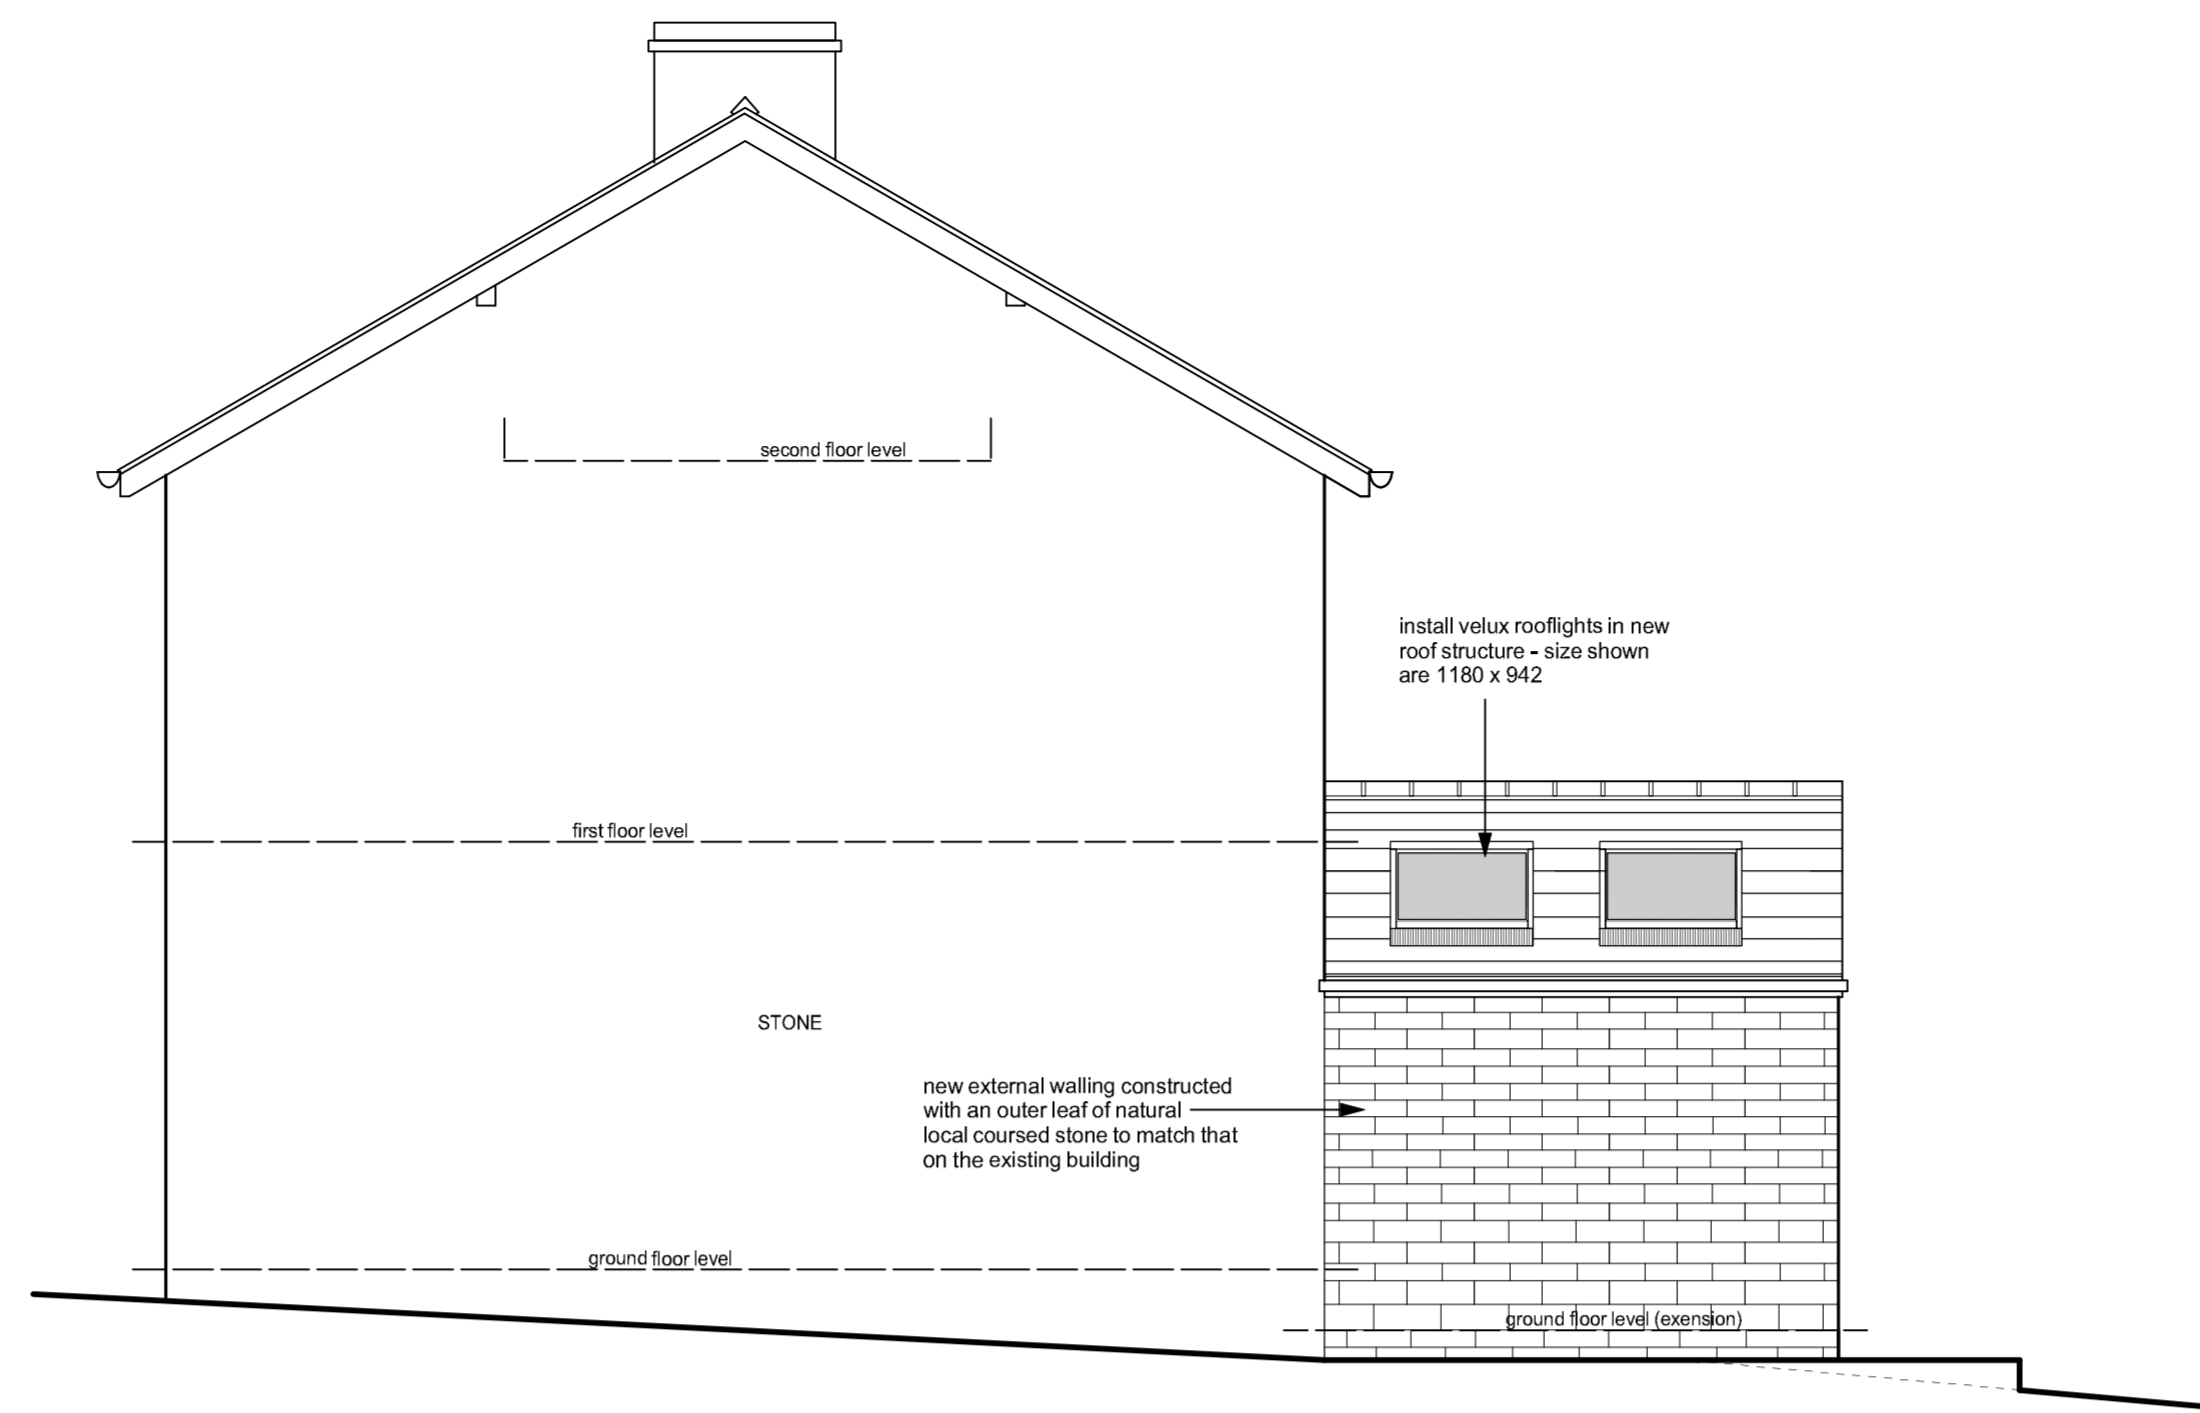 second floor level
install velux rooflights in new
roof structure - size shown
are 1180 x 942
first floor level
STONE
new external walling constructed
with an outer leaf of natural
local coursed stone to match that
on the existing building
ground floor level
ground floor level (exension)